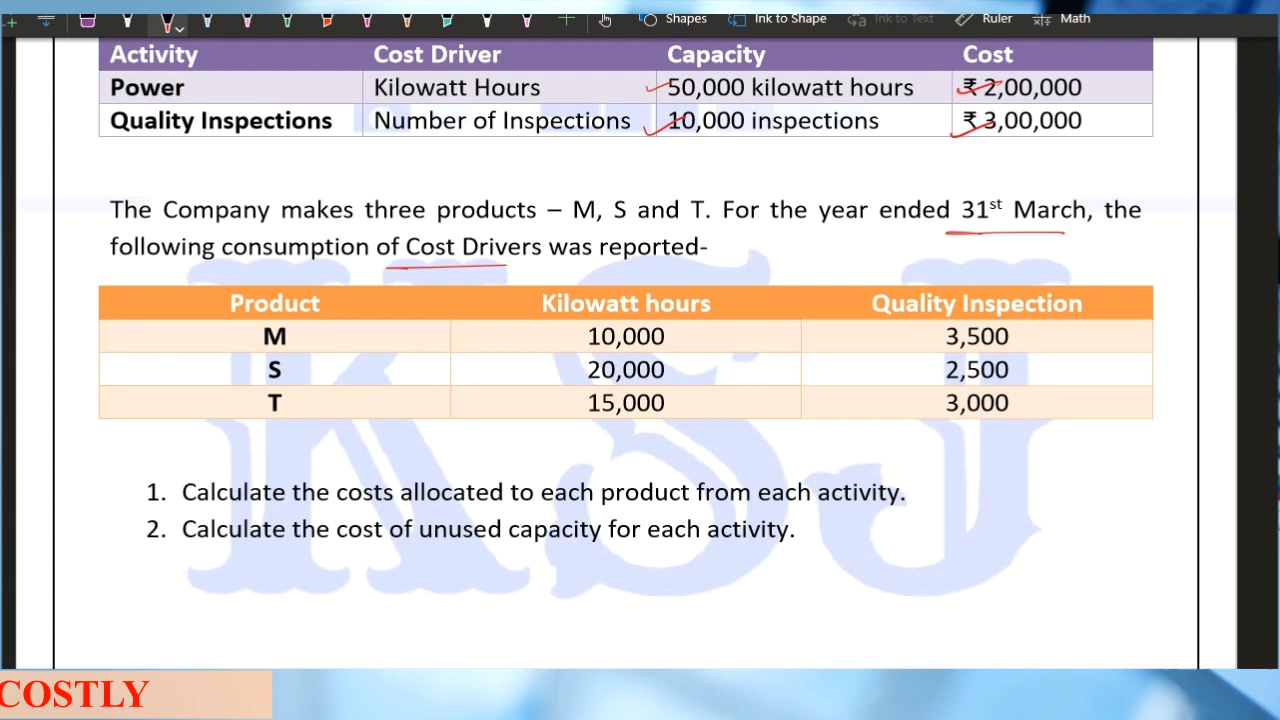 Shapes Ink to Shape Ink to Text Ruler Math
Activity Cost Driver Capacity Cost
Power Kilowatt Hours 50,000 kilowatt hours ₹ 2,00,000
Quality Inspections Number of Inspections 10,000 inspections ₹ 3,00,000
The Company makes three products – M, S and T. For the year ended 31st March, the
following consumption of Cost Drivers was reported-
Product Kilowatt hours Quality Inspection
M 10,000 3,500
S 20,000 2,500
T 15,000 3,000
1. Calculate the costs allocated to each product from each activity.
2. Calculate the cost of unused capacity for each activity.
KSJ
COSTLY